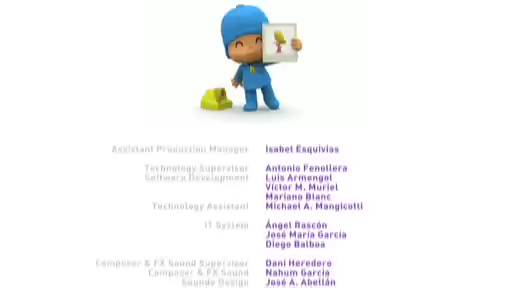 Assistant Production Manager Isabel Esquivias
Technology Supervisor Antonio Fenollera
Software Development Luis Armengol
Victor M. Muriel
Mariano Blanc
Technology Assistant Michael A. Mangicotti
IT System Ángel Rascón
José María García
Diego Balboa
Composer & FX Sound Supervisor Dani Heredero
Composer & FX Sound Nahum García
Sounds Design José A. Abellán